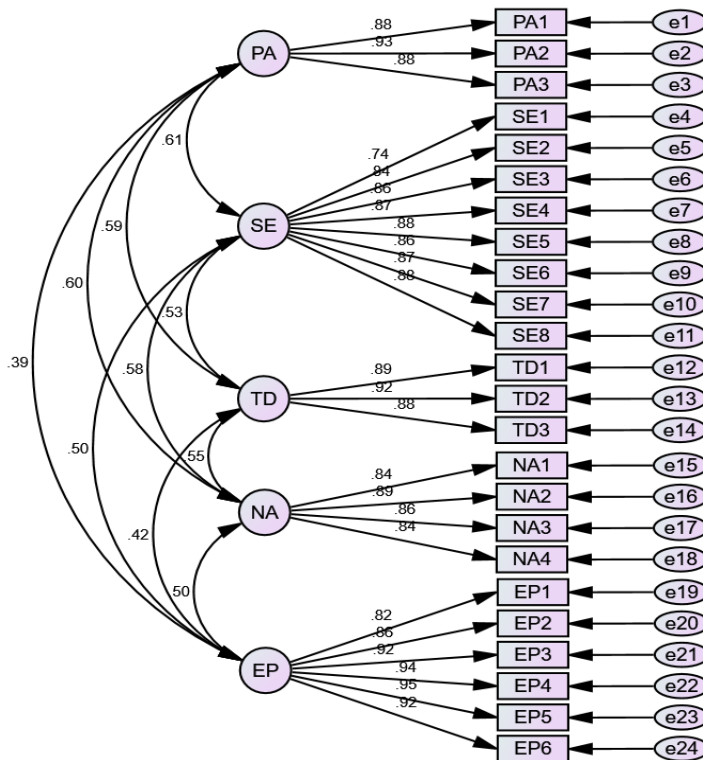 .88 PA1 e1
.93 PA2 e2
PA
.88 PA3 e3
SE1 e4
.61
.74 SE2 e5
.94
.86 SE3 e6
.87
SE .88 SE4 e7
.59
.86 SE5 e8
.87 SE6 e9
.88
.60
SE7 e10
.53
SE8 e11
.39
.58
.89 TD1 e12
.92
TD TD2 e13
.88 TD3 e14
.50
.55
.84 NA1 e15
.89 NA2 e16
.86
NA NA3 e17
.84
.42
NA4 e18
.50
EP1 e19
.82
.86 EP2 e20
.92
EP EP3 e21
.94
.95 EP4 e22
.92
EP5 e23
EP6 e24